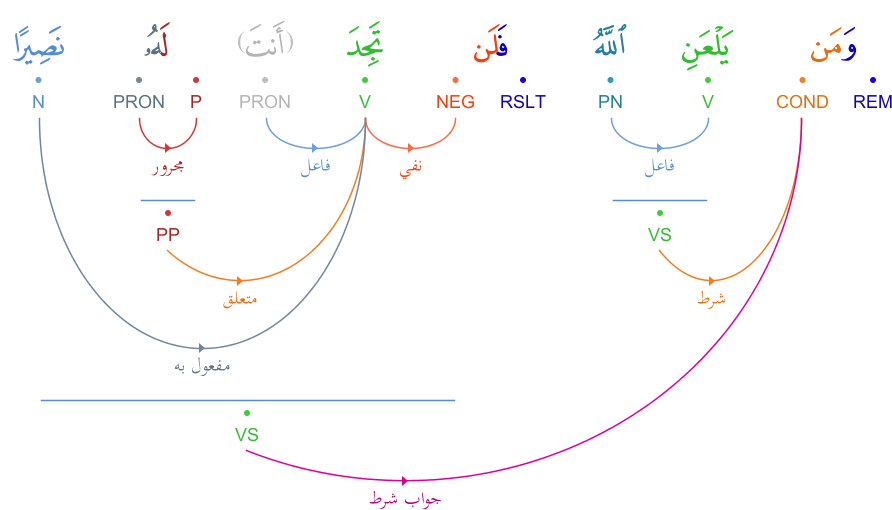 وَمَن يَلْعَنِ ٱللَّهُ فَلَن تَجِدَ (أَنتَ) لَهُۥ نَصِيرًا
REM COND V PN RSLT NEG V PRON P PRON N
فاعل نفي فاعل مجرور
VS PP
شرط متعلق
مفعول به
VS
جواب شرط